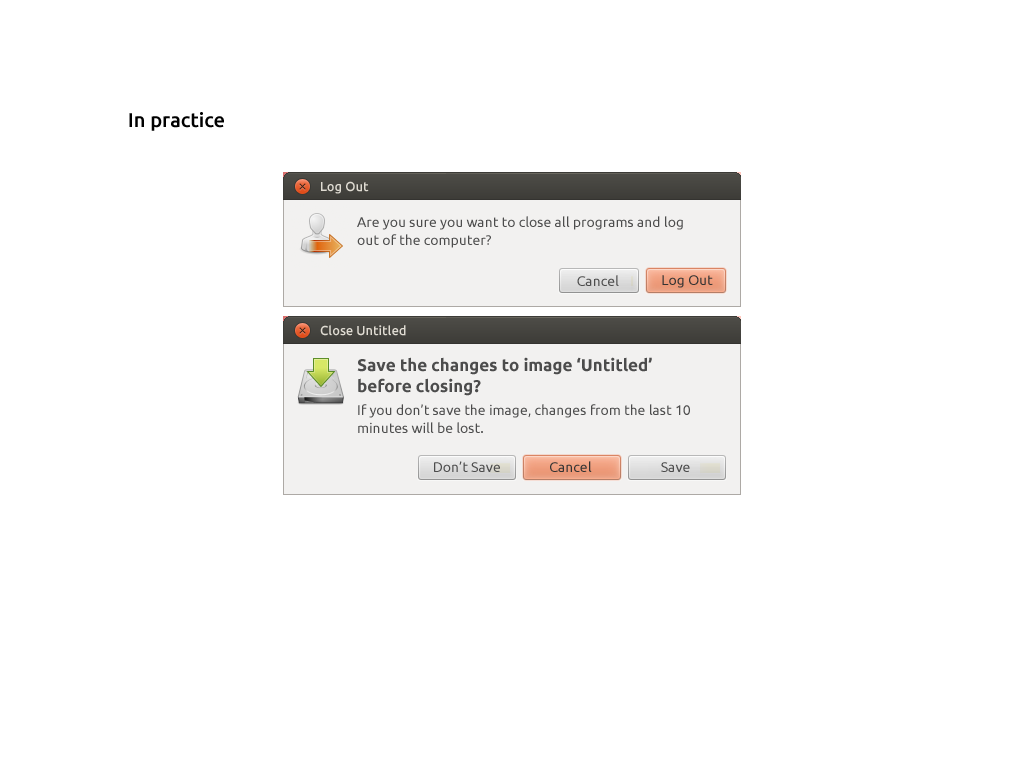 In practice
Log Out
Are you sure you want to close all programs and log
out of the computer?
Cancel
Log Out
Close Untitled
Save the changes to image ‘Untitled’
before closing?
If you don’t save the image, changes from the last 10
minutes will be lost.
Don’t Save
Cancel
Save